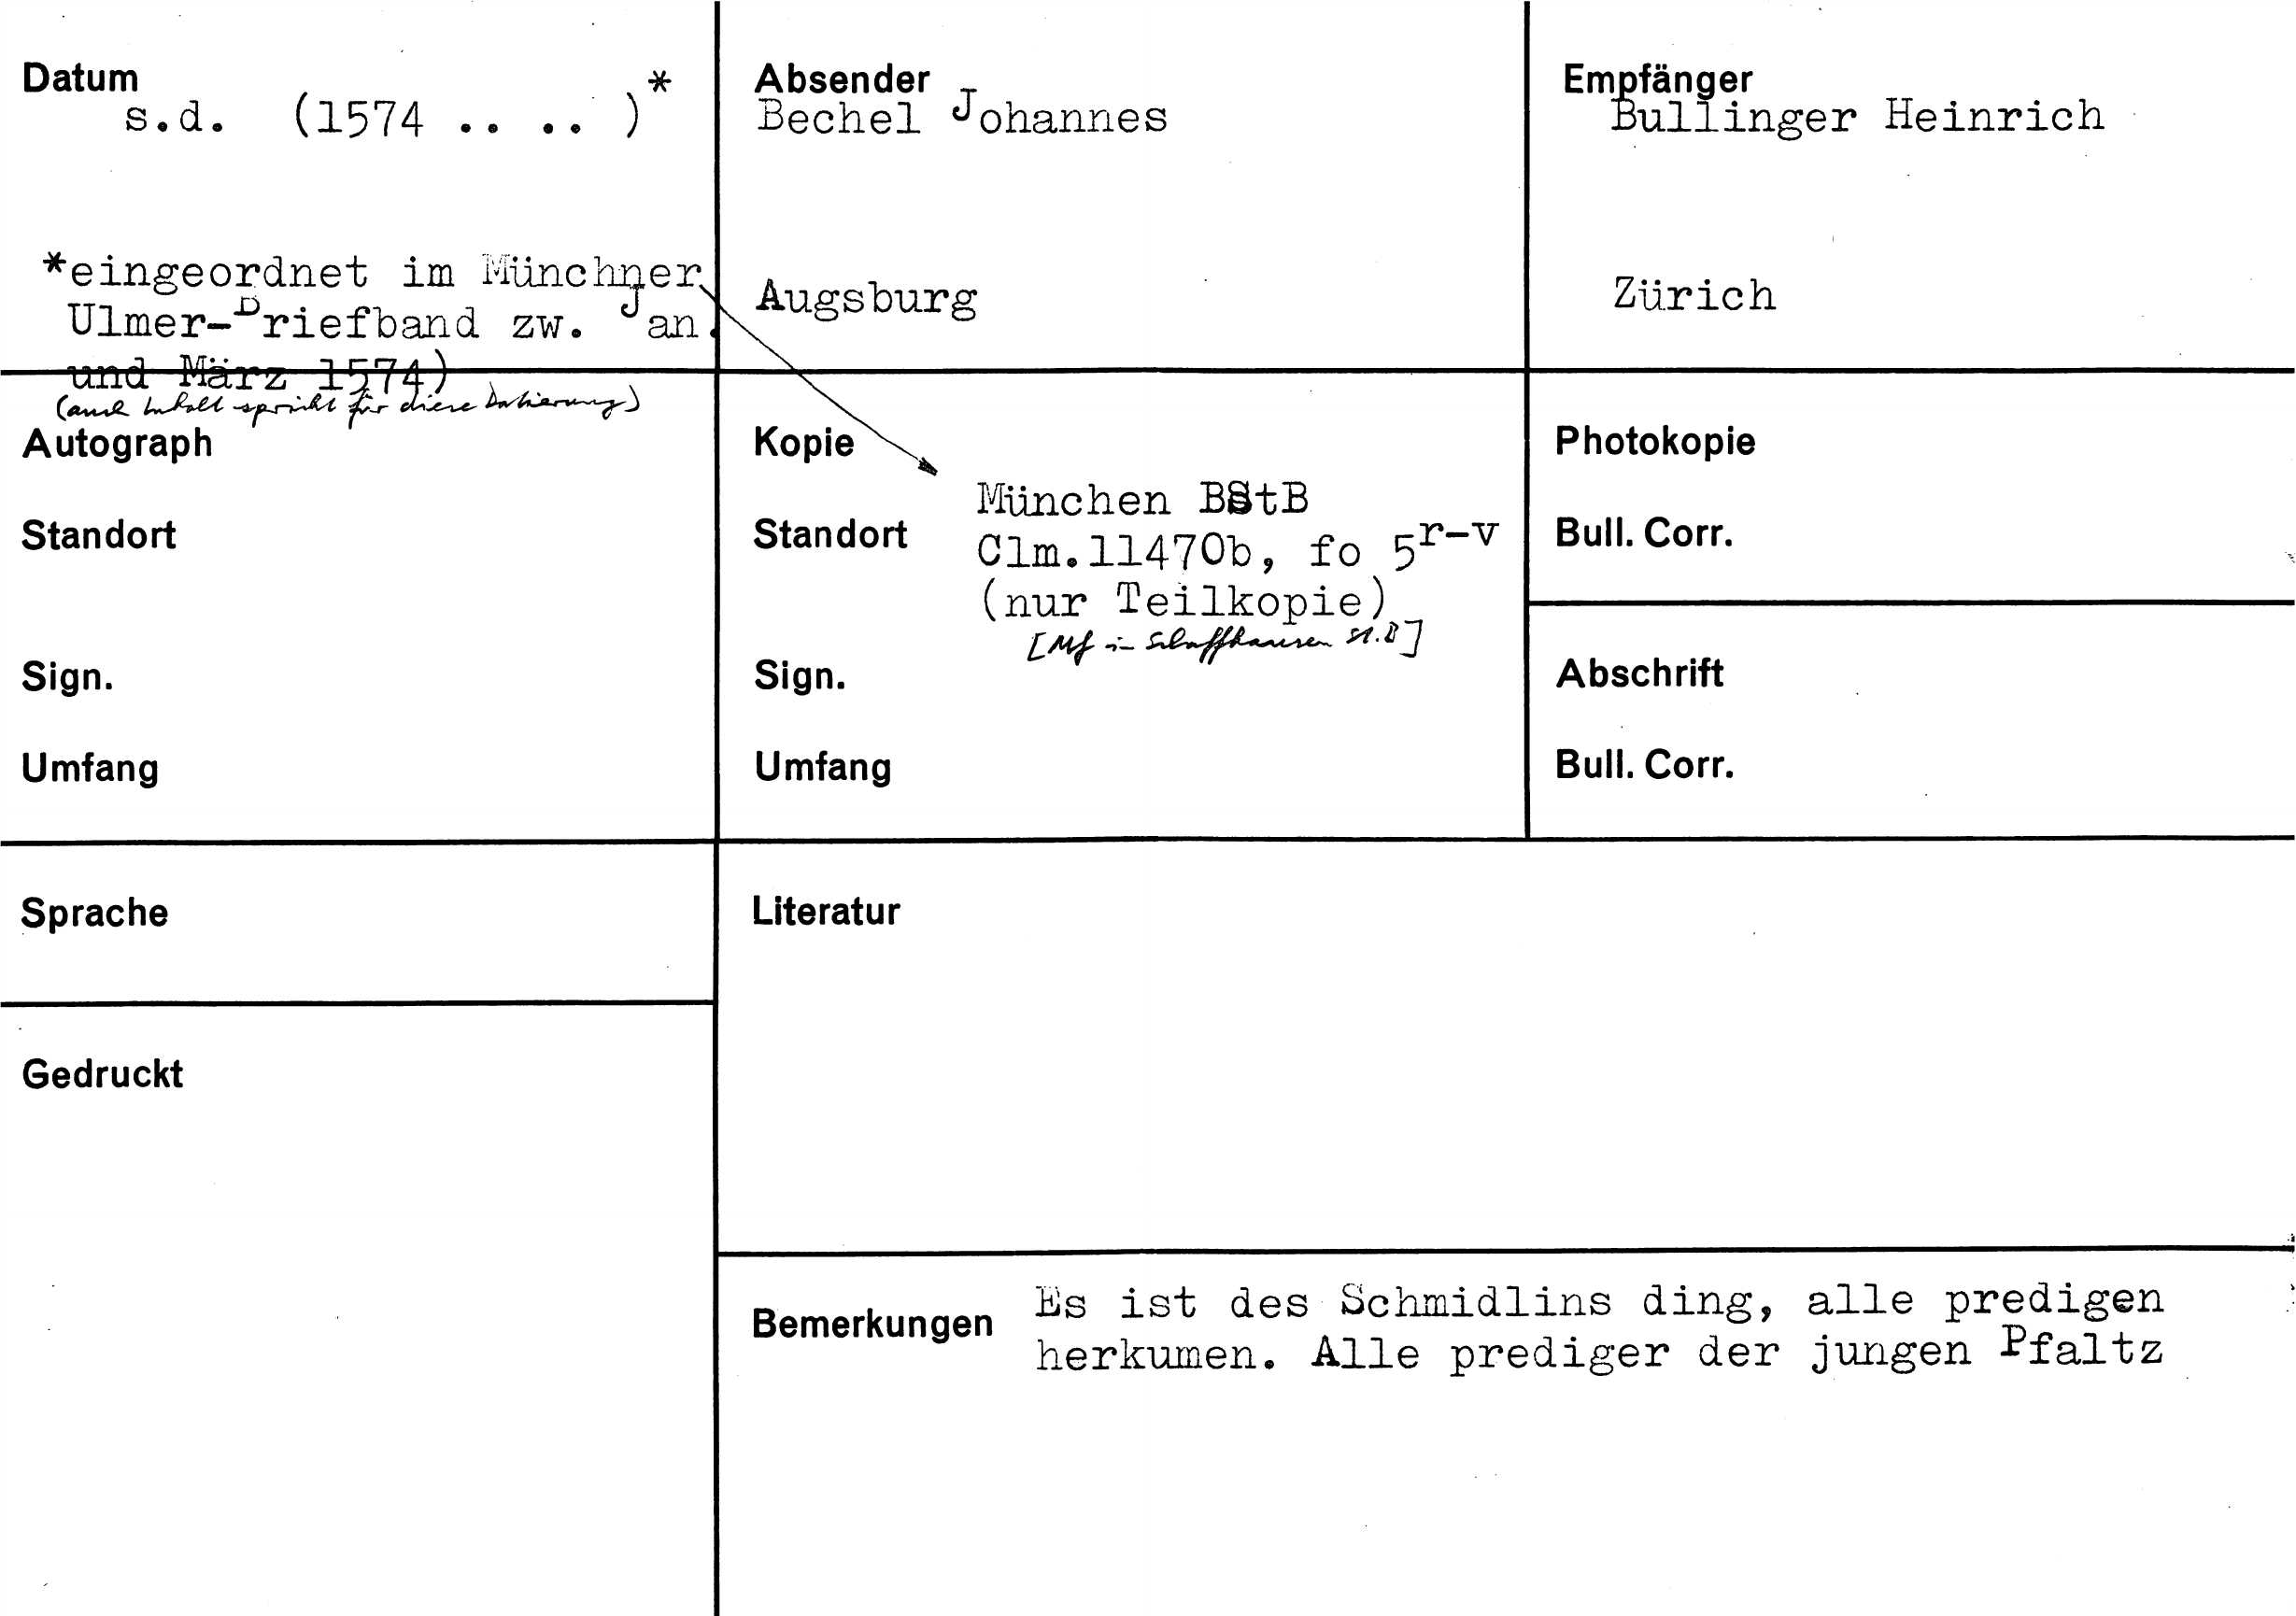 Datum
s.d. (1574 .. .. )*
*eingeordnet im Münchner
Ulmer-Briefband zw. Jan.
und März 1574)
(auch Inhalt spricht für diese Datierung)
Absender
Bechel Johannes
Augsburg
Empfänger
Bullinger Heinrich
Zürich
Autograph
Standort
Sign.
Umfang
Kopie
Standort
München BStB
Clm.11470b, fo 5r-v
(nur Teilkopie)
[Mf in Schaffhausen St.B]
Sign.
Umfang
Photokopie
Bull. Corr.
Abschrift
Bull. Corr.
Sprache
Literatur
Gedruckt
Bemerkungen
Es ist des Schmidlins ding, alle predigen
herkumen. Alle prediger der jungen Pfaltz